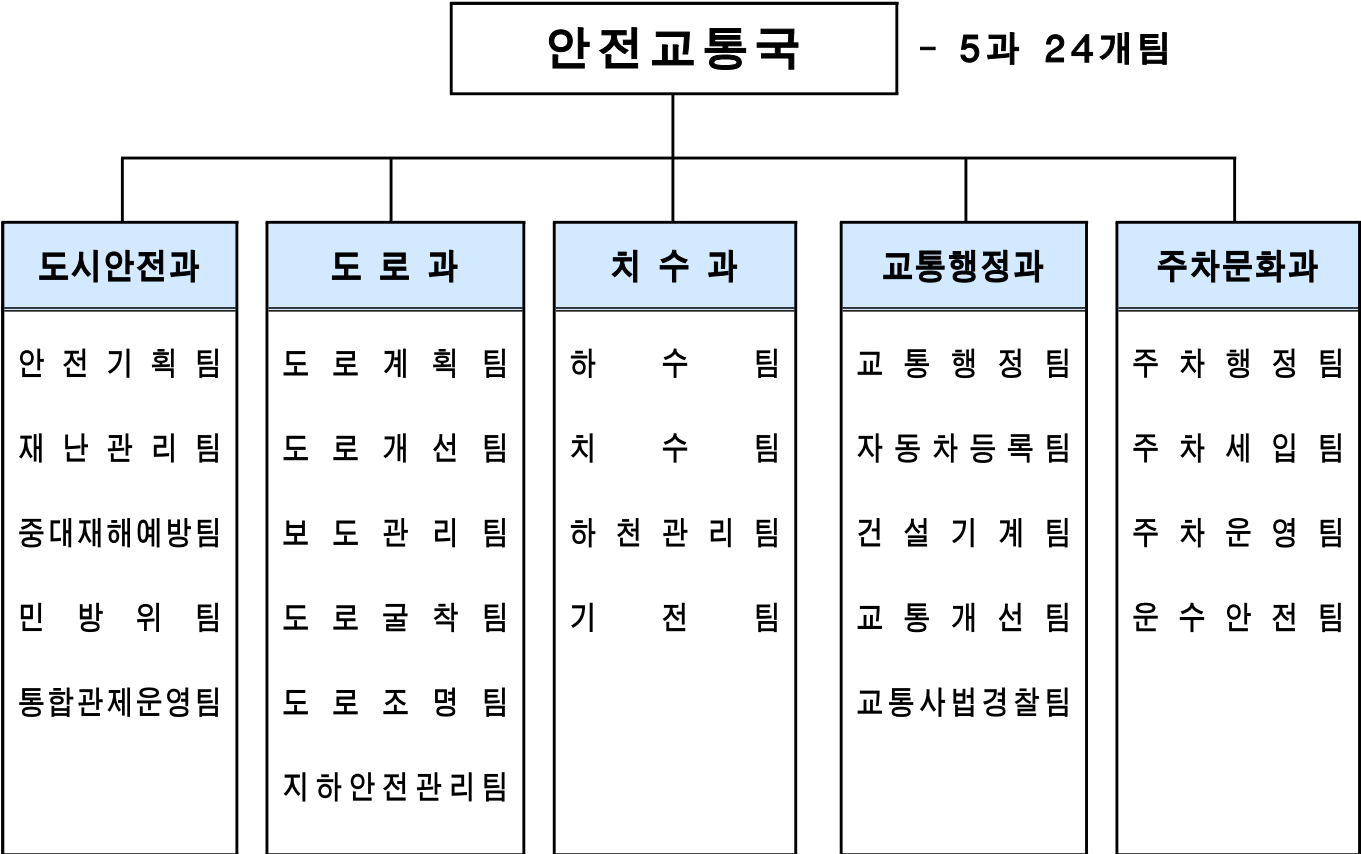 안전교통국 - 5과 24개팀
도시안전과
안전기획팀
재난관리팀
중대재해예방팀
민방위팀
통합관제운영팀
도로과
도로계획팀
도로개선팀
보도관리팀
도로굴착팀
도로조명팀
지하안전관리팀
치수과
하수팀
치수팀
하천관리팀
기전팀
교통행정과
교통행정팀
자동차등록팀
건설기계팀
교통개선팀
교통사법경찰팀
주차문화과
주차행정팀
주차세입팀
주차운영팀
운수안전팀